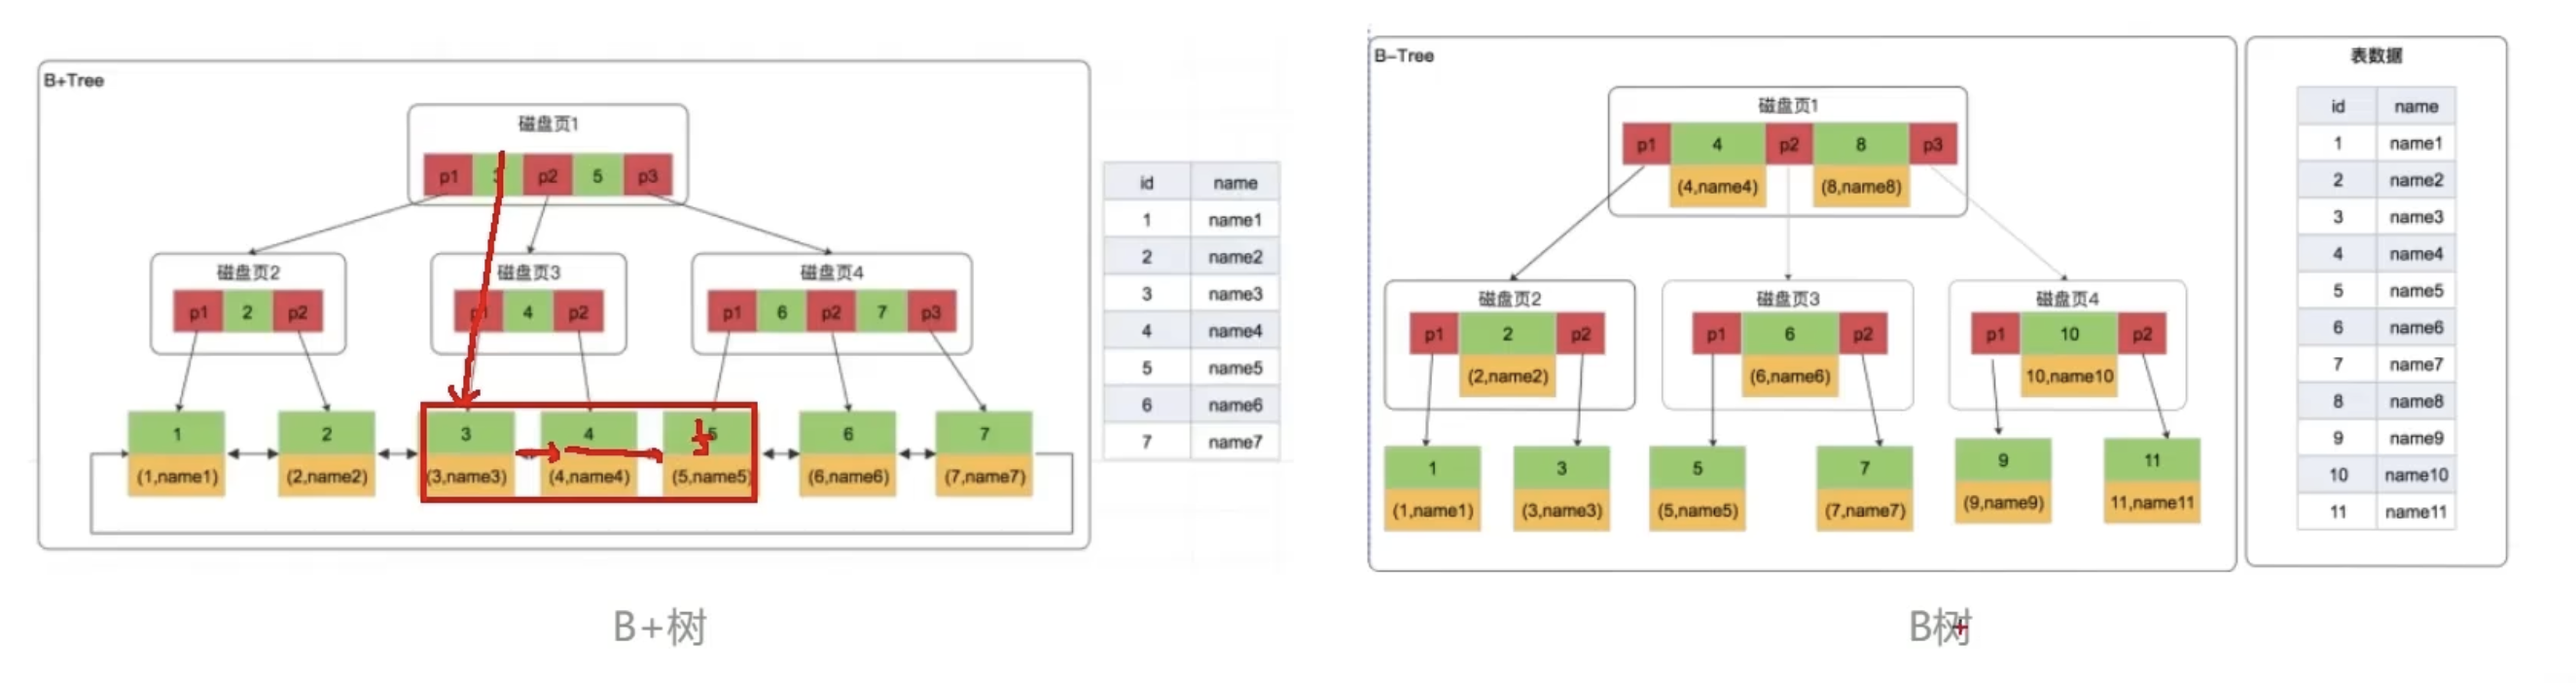 B+Tree
磁盘页1
p1 3 p2 5 p3
磁盘页2
p1 2 p2
磁盘页3
p1 4 p2
磁盘页4
p1 6 p2 7 p3
1 2 3 4 5 6 7
(1,name1) (2,name2) (3,name3) (4,name4) (5,name5) (6,name6) (7,name7)
id name
1 name1
2 name2
3 name3
4 name4
5 name5
6 name6
7 name7
B+树
B-Tree
磁盘页1
p1 4 p2 8 p3
(4,name4) (8,name8)
磁盘页2
p1 2 p2
(2,name2)
磁盘页3
p1 6 p2
(6,name6)
磁盘页4
p1 10 p2
10,name10
1 3 5 7 9 11
(1,name1) (3,name3) (5,name5) (7,name7) (9,name9) 11,name11
表数据
id name
1 name1
2 name2
3 name3
4 name4
5 name5
6 name6
7 name7
8 name8
9 name9
10 name10
11 name11
B树